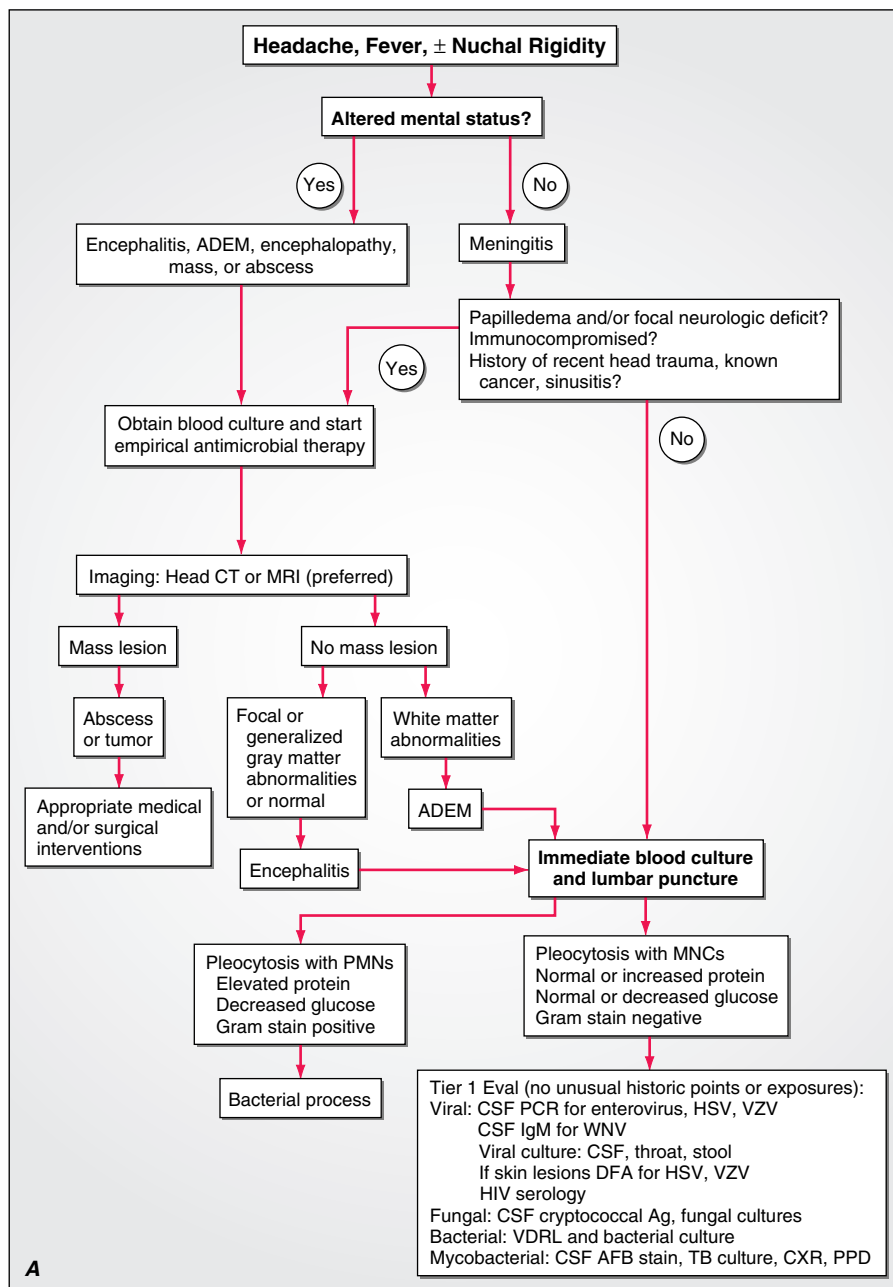 Headache, Fever, ± Nuchal Rigidity
Altered mental status?
Yes
No
Encephalitis, ADEM, encephalopathy,
mass, or abscess
Meningitis
Papilledema and/or focal neurologic deficit?
Immunocompromised?
History of recent head trauma, known
cancer, sinusitis?
Yes
No
Obtain blood culture and start
empirical antimicrobial therapy
Imaging: Head CT or MRI (preferred)
Mass lesion
No mass lesion
Abscess
or tumor
Focal or
generalized
gray matter
abnormalities
or normal
White matter
abnormalities
Appropriate medical
and/or surgical
interventions
ADEM
Encephalitis
Immediate blood culture
and lumbar puncture
Pleocytosis with PMNs
Elevated protein
Decreased glucose
Gram stain positive
Pleocytosis with MNCs
Normal or increased protein
Normal or decreased glucose
Gram stain negative
Bacterial process
Tier 1 Eval (no unusual historic points or exposures):
Viral: CSF PCR for enterovirus, HSV, VZV
CSF IgM for WNV
Viral culture: CSF, throat, stool
If skin lesions DFA for HSV, VZV
HIV serology
Fungal: CSF cryptococcal Ag, fungal cultures
Bacterial: VDRL and bacterial culture
Mycobacterial: CSF AFB stain, TB culture, CXR, PPD
A